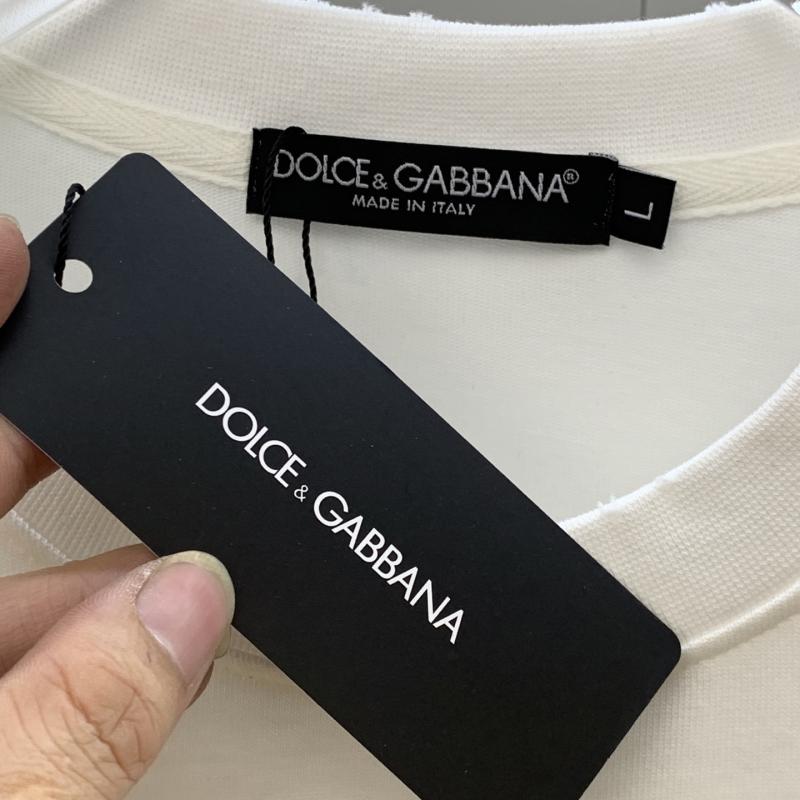 DOLCE & GABBANA®
MADE IN ITALY
L
DOLCE & GABBANA